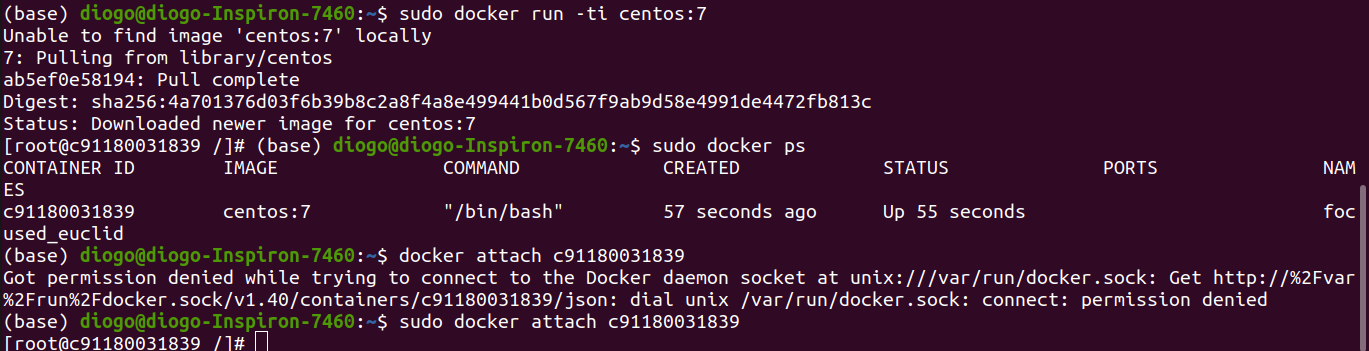 (base) diogo@diogo-Inspiron-7460:~$ sudo docker run -ti centos:7
Unable to find image 'centos:7' locally
7: Pulling from library/centos
ab5ef0e58194: Pull complete
Digest: sha256:4a701376d03f6b39b8c2a8f4a8e499441b0d567f9ab9d58e4991de4472fb813c
Status: Downloaded newer image for centos:7
[root@c91180031839 /]# (base) diogo@diogo-Inspiron-7460:~$ sudo docker ps
CONTAINER ID        IMAGE               COMMAND             CREATED             STATUS              PORTS               NAM
ES
c91180031839        centos:7            "/bin/bash"         57 seconds ago      Up 55 seconds                           foc
used_euclid
(base) diogo@diogo-Inspiron-7460:~$ docker attach c91180031839
Got permission denied while trying to connect to the Docker daemon socket at unix:///var/run/docker.sock: Get http://%2Fvar
%2Frun%2Fdocker.sock/v1.40/containers/c91180031839/json: dial unix /var/run/docker.sock: connect: permission denied
(base) diogo@diogo-Inspiron-7460:~$ sudo docker attach c91180031839
[root@c91180031839 /]#